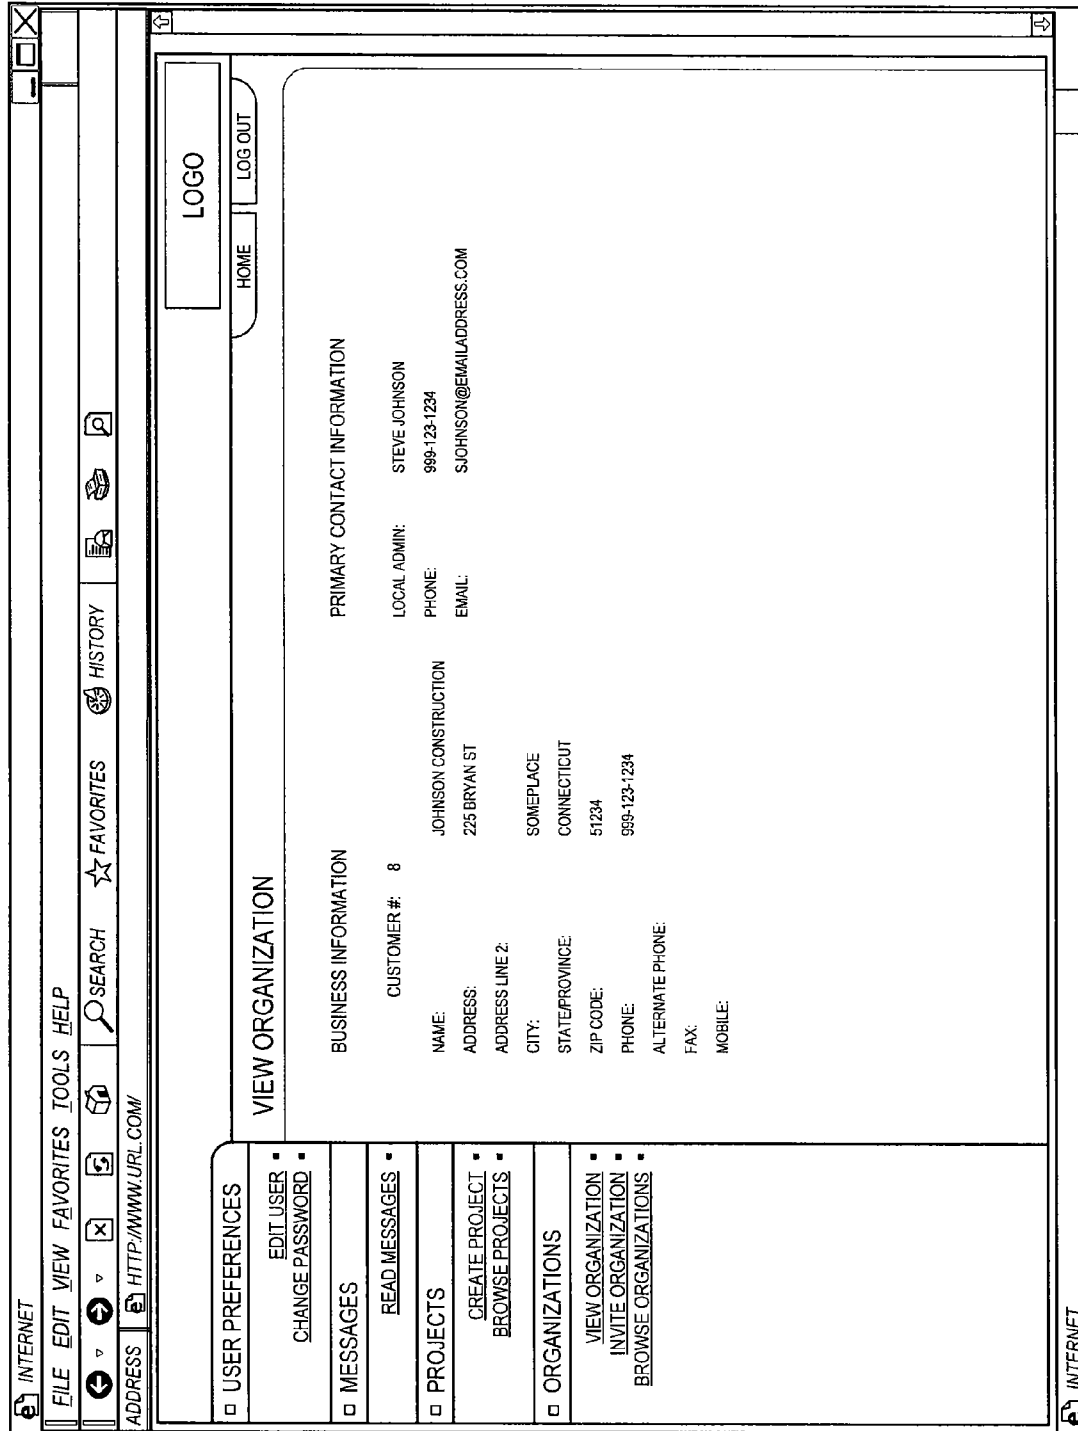 INTERNET
FILE EDIT VIEW FAVORITES TOOLS HELP
SEARCH FAVORITES HISTORY
ADDRESS HTTP:/WWW.URL.COM/
LOGO
HOME LOG OUT
USER PREFERENCES
EDIT USER
CHANGE PASSWORD
MESSAGES
READ MESSAGES
PROJECTS
CREATE PROJECT
BROWSE PROJECTS
ORGANIZATIONS
VIEW ORGANIZATION
INVITE ORGANIZATION
BROWSE ORGANIZATIONS
VIEW ORGANIZATION
BUSINESS INFORMATION
CUSTOMER #: 8
NAME: JOHNSON CONSTRUCTION
ADDRESS: 225 BRYAN ST
ADDRESS LINE 2:
CITY: SOMEPLACE
STATE/PROVINCE: CONNECTICUT
ZIP CODE: 51234
PHONE: 999-123-1234
ALTERNATE PHONE:
FAX:
MOBILE:
PRIMARY CONTACT INFORMATION
LOCAL ADMIN: STEVE JOHNSON
PHONE: 999-123-1234
EMAIL: SJOHNSON@EMAILADDRESS.COM
INTERNET